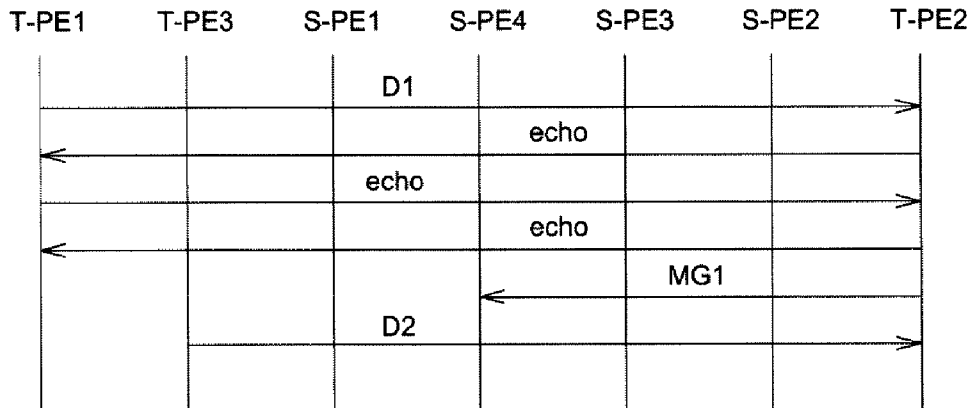 T-PE1 T-PE3 S-PE1 S-PE4 S-PE3 S-PE2 T-PE2
D1
echo
echo
echo
MG1
D2